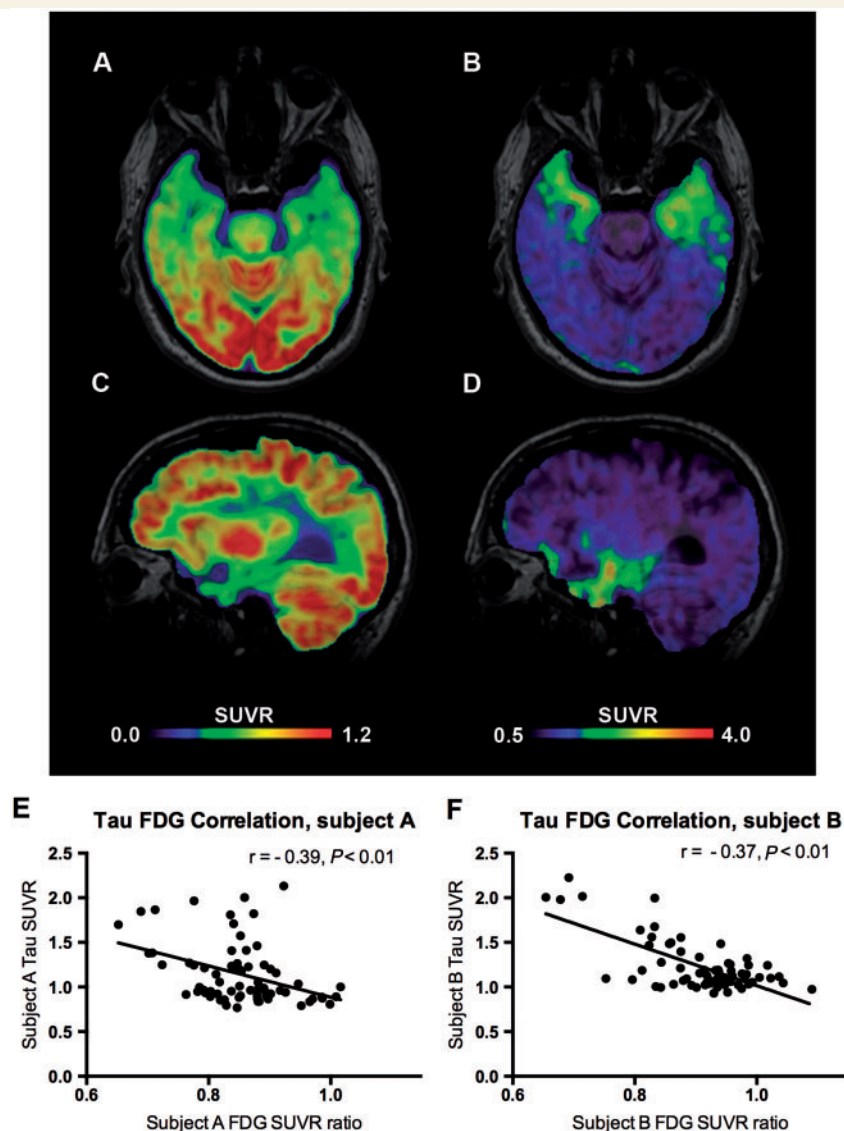 A B
C D
SUVR SUVR
0.0 1.2 0.5 4.0
E F
Tau FDG Correlation, subject A Tau FDG Correlation, subject B
r = - 0.39, P < 0.01 r = - 0.37, P < 0.01
2.5 2.5
2.0 2.0
1.5 1.5
1.0 1.0
0.5 0.5
0.0 0.0
Subject A Tau SUVR Subject B Tau SUVR
0.6 0.8 1.0 0.6 0.8 1.0
Subject A FDG SUVR ratio Subject B FDG SUVR ratio